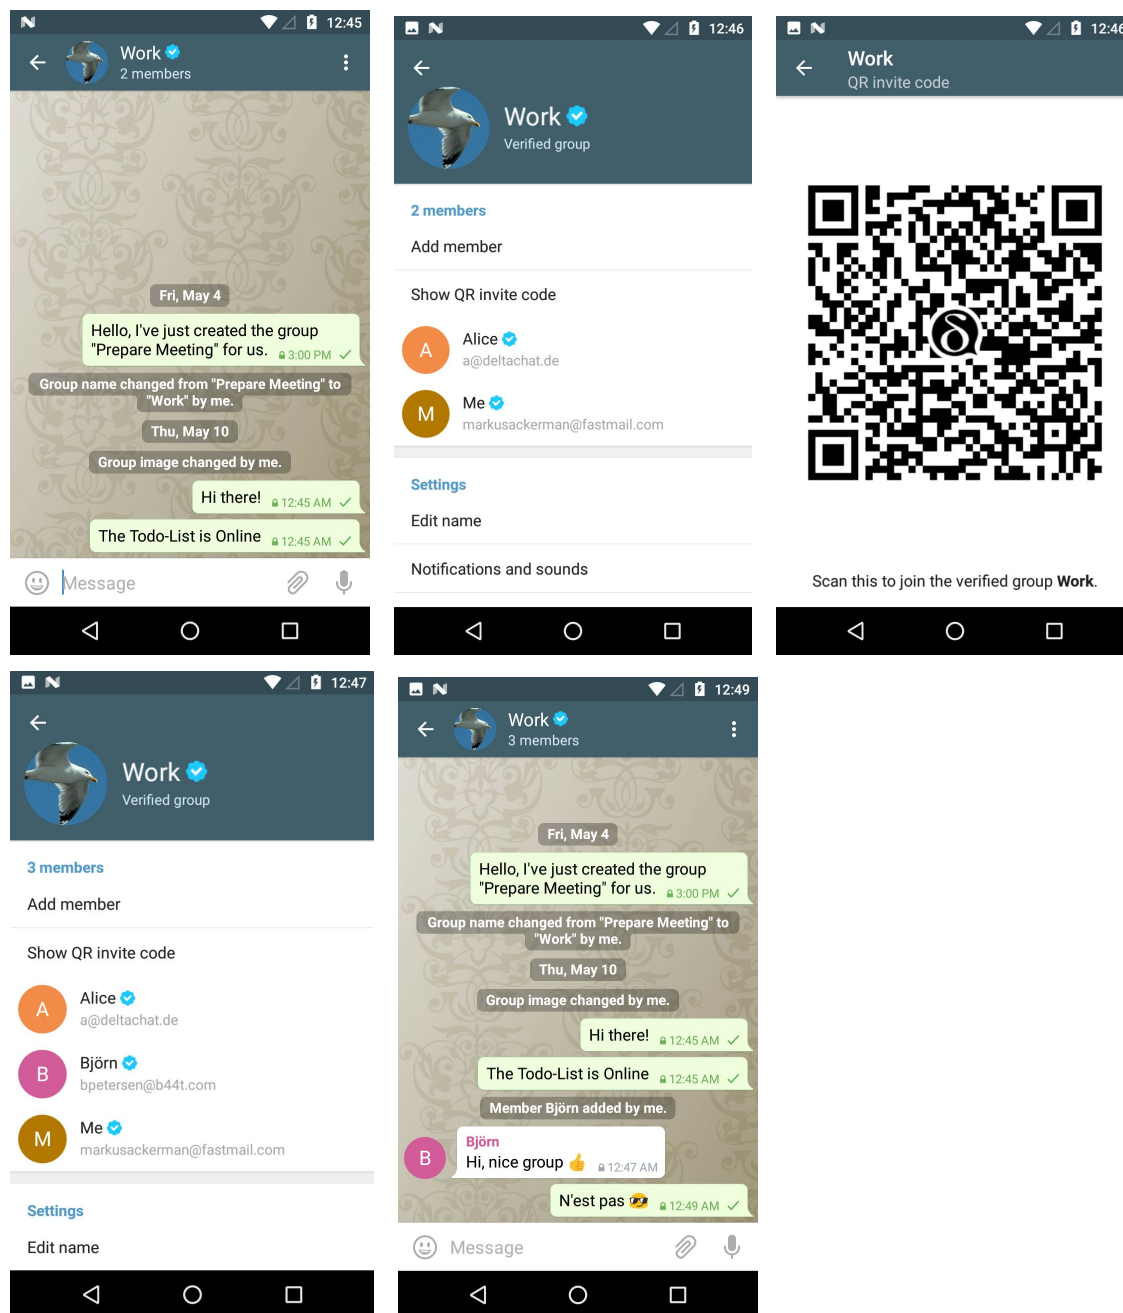 12:45
Work
2 members
Fri, May 4
Hello, I've just created the group
"Prepare Meeting" for us. 3:00 PM
Group name changed from "Prepare Meeting" to
"Work" by me.
Thu, May 10
Group image changed by me.
Hi there! 12:45 AM
The Todo-List is Online 12:45 AM
Message
12:46
Work
Verified group
2 members
Add member
Show QR invite code
A
Alice
a@deltachat.de
M
Me
markusackerman@fastmail.com
Settings
Edit name
Notifications and sounds
12:46
Work
QR invite code
Scan this to join the verified group Work.
12:47
Work
Verified group
3 members
Add member
Show QR invite code
A
Alice
a@deltachat.de
B
Björn
bpetersen@b44t.com
M
Me
markusackerman@fastmail.com
Settings
Edit name
12:49
Work
3 members
Fri, May 4
Hello, I've just created the group
"Prepare Meeting" for us. 3:00 PM
Group name changed from "Prepare Meeting" to
"Work" by me.
Thu, May 10
Group image changed by me.
Hi there! 12:45 AM
The Todo-List is Online 12:45 AM
Member Björn added by me.
Björn
B
Hi, nice group 👍 12:47 AM
N'est pas 😎 12:49 AM
Message